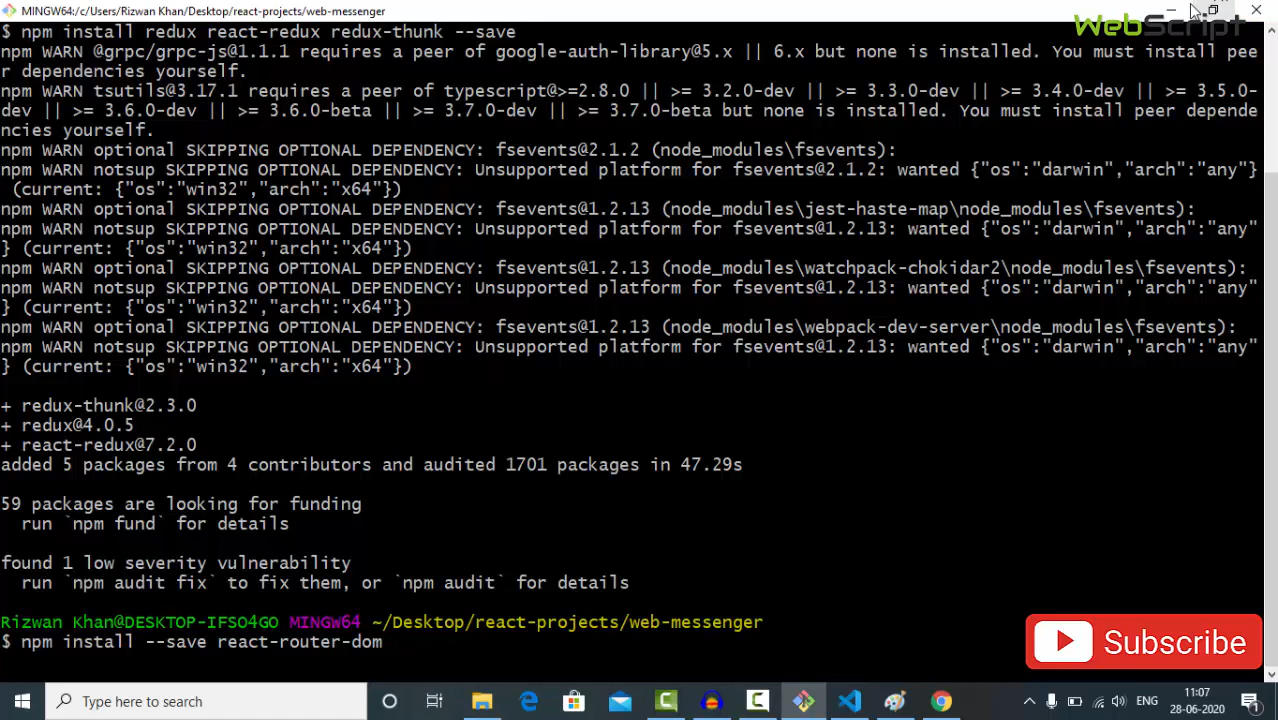 MINGW64:/c/Users/Rizwan Khan/Desktop/react-projects/web-messenger
WebScript
$ npm install redux react-redux redux-thunk --save
npm WARN @grpc/grpc-js@1.1.1 requires a peer of google-auth-library@5.x || 6.x but none is installed. You must install pee
r dependencies yourself.
npm WARN tsutils@3.17.1 requires a peer of typescript@>=2.8.0 || >= 3.2.0-dev || >= 3.3.0-dev || >= 3.4.0-dev || >= 3.5.0-
dev || >= 3.6.0-dev || >= 3.6.0-beta || >= 3.7.0-dev || >= 3.7.0-beta but none is installed. You must install peer depende
ncies yourself.
npm WARN optional SKIPPING OPTIONAL DEPENDENCY: fsevents@2.1.2 (node_modules\fsevents):
npm WARN notsup SKIPPING OPTIONAL DEPENDENCY: Unsupported platform for fsevents@2.1.2: wanted {"os":"darwin","arch":"any"}
(current: {"os":"win32","arch":"x64"})
npm WARN optional SKIPPING OPTIONAL DEPENDENCY: fsevents@1.2.13 (node_modules\jest-haste-map\node_modules\fsevents):
npm WARN notsup SKIPPING OPTIONAL DEPENDENCY: Unsupported platform for fsevents@1.2.13: wanted {"os":"darwin","arch":"any"
} (current: {"os":"win32","arch":"x64"})
npm WARN optional SKIPPING OPTIONAL DEPENDENCY: fsevents@1.2.13 (node_modules\watchpack-chokidar2\node_modules\fsevents):
npm WARN notsup SKIPPING OPTIONAL DEPENDENCY: Unsupported platform for fsevents@1.2.13: wanted {"os":"darwin","arch":"any"
} (current: {"os":"win32","arch":"x64"})
npm WARN optional SKIPPING OPTIONAL DEPENDENCY: fsevents@1.2.13 (node_modules\webpack-dev-server\node_modules\fsevents):
npm WARN notsup SKIPPING OPTIONAL DEPENDENCY: Unsupported platform for fsevents@1.2.13: wanted {"os":"darwin","arch":"any"
} (current: {"os":"win32","arch":"x64"})
+ redux-thunk@2.3.0
+ redux@4.0.5
+ react-redux@7.2.0
added 5 packages from 4 contributors and audited 1701 packages in 47.29s
59 packages are looking for funding
run `npm fund` for details
found 1 low severity vulnerability
run `npm audit fix` to fix them, or `npm audit` for details
Rizwan Khan@DESKTOP-IFSO4GO MINGW64 ~/Desktop/react-projects/web-messenger
$ npm install --save react-router-dom
Subscribe
Type here to search
ENG
11:07
28-06-2020
1